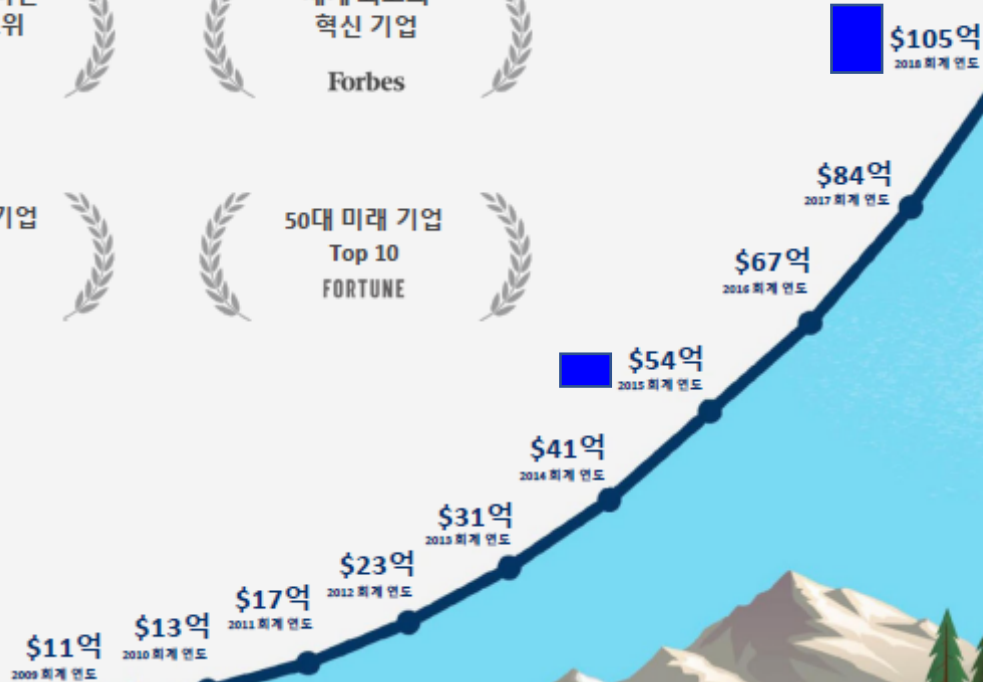 위
혁신 기업
Forbes
$105억
2018 회계 연도
$84억
2017 회계 연도
기업
50대 미래 기업
Top 10
FORTUNE
$67억
2016 회계 연도
$54억
2015 회계 연도
$41억
2014 회계 연도
$31억
2013 회계 연도
$23억
2012 회계 연도
$17억
2011 회계 연도
$13억
2010 회계 연도
$11억
2009 회계 연도